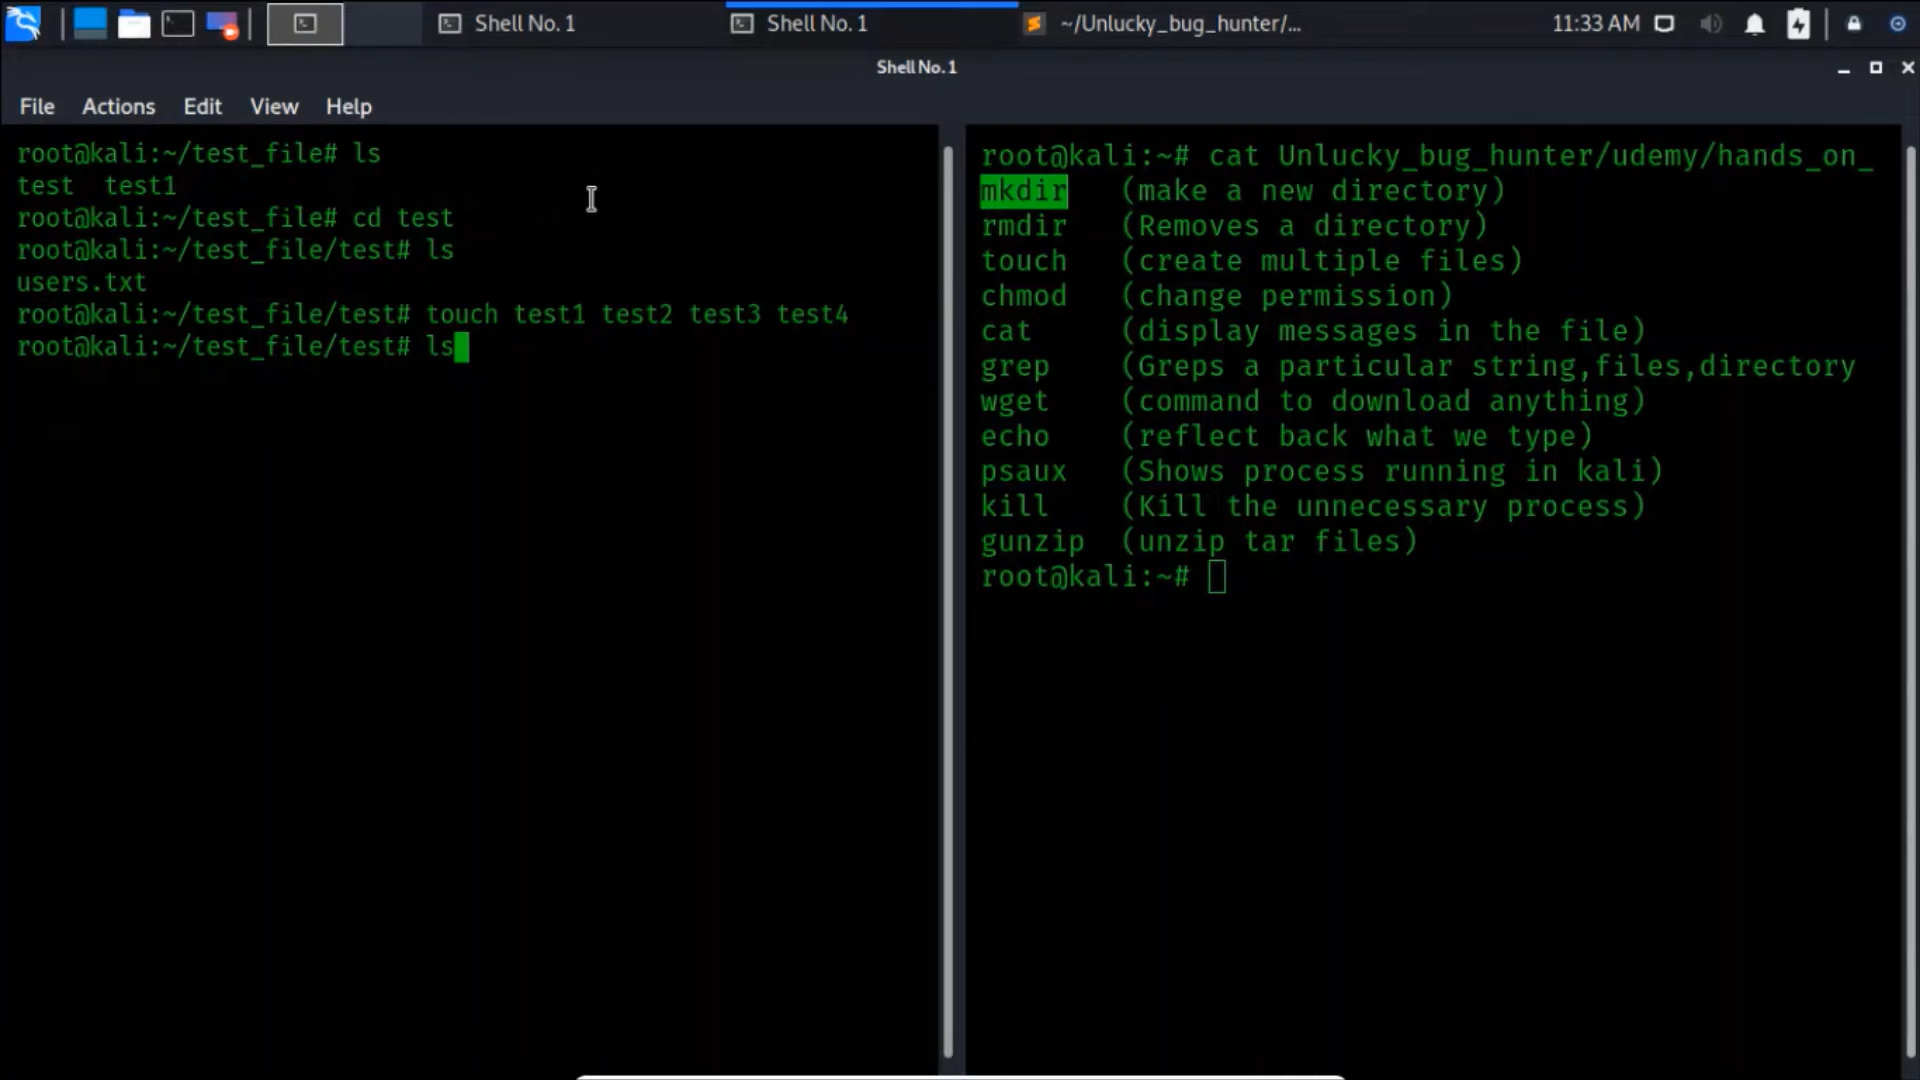 Shell No. 1
Shell No. 1
~/Unlucky_bug_hunter/...
11:33 AM
Shell No. 1
File Actions Edit View Help
root@kali:~/test_file# ls
test  test1
root@kali:~/test_file# cd test
root@kali:~/test_file/test# ls
users.txt
root@kali:~/test_file/test# touch test1 test2 test3 test4
root@kali:~/test_file/test# ls
root@kali:~# cat Unlucky_bug_hunter/udemy/hands_on_
mkdir   (make a new directory)
rmdir   (Removes a directory)
touch   (create multiple files)
chmod   (change permission)
cat     (display messages in the file)
grep    (Greps a particular string,files,directory
wget    (command to download anything)
echo    (reflect back what we type)
psaux   (Shows process running in kali)
kill    (Kill the unnecessary process)
gunzip  (unzip tar files)
root@kali:~#